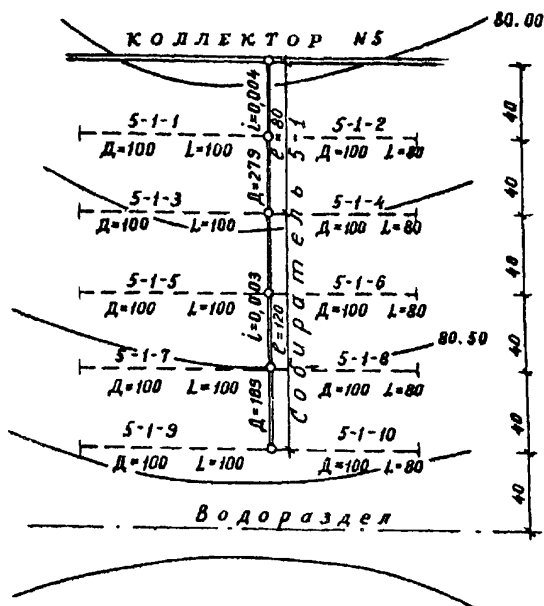 КОЛЛЕКТОР N5
80.00
i=0,004
ℓ=80
40
5-1-1
5-1-2
Д=100 L=100
Д=100 L=80
Д=279
40
5-1-3
5-1-4
Д=100 L=100
Д=100 L=80
Собиратель 5-1
40
5-1-5
5-1-6
Д=100 L=100
Д=100 L=80
i=0,003
ℓ=120
40
80.50
5-1-7
5-1-8
Д=100 L=100
Д=100 L=80
Д=189
40
5-1-9
5-1-10
Д=100 L=100
Д=100 L=80
40
Водораздел